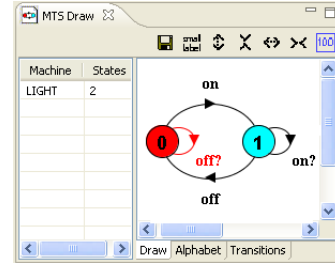 MTS Draw
small
label
100
Machine States
LIGHT 2
on
0 1
off? on?
off
Draw Alphabet Transitions